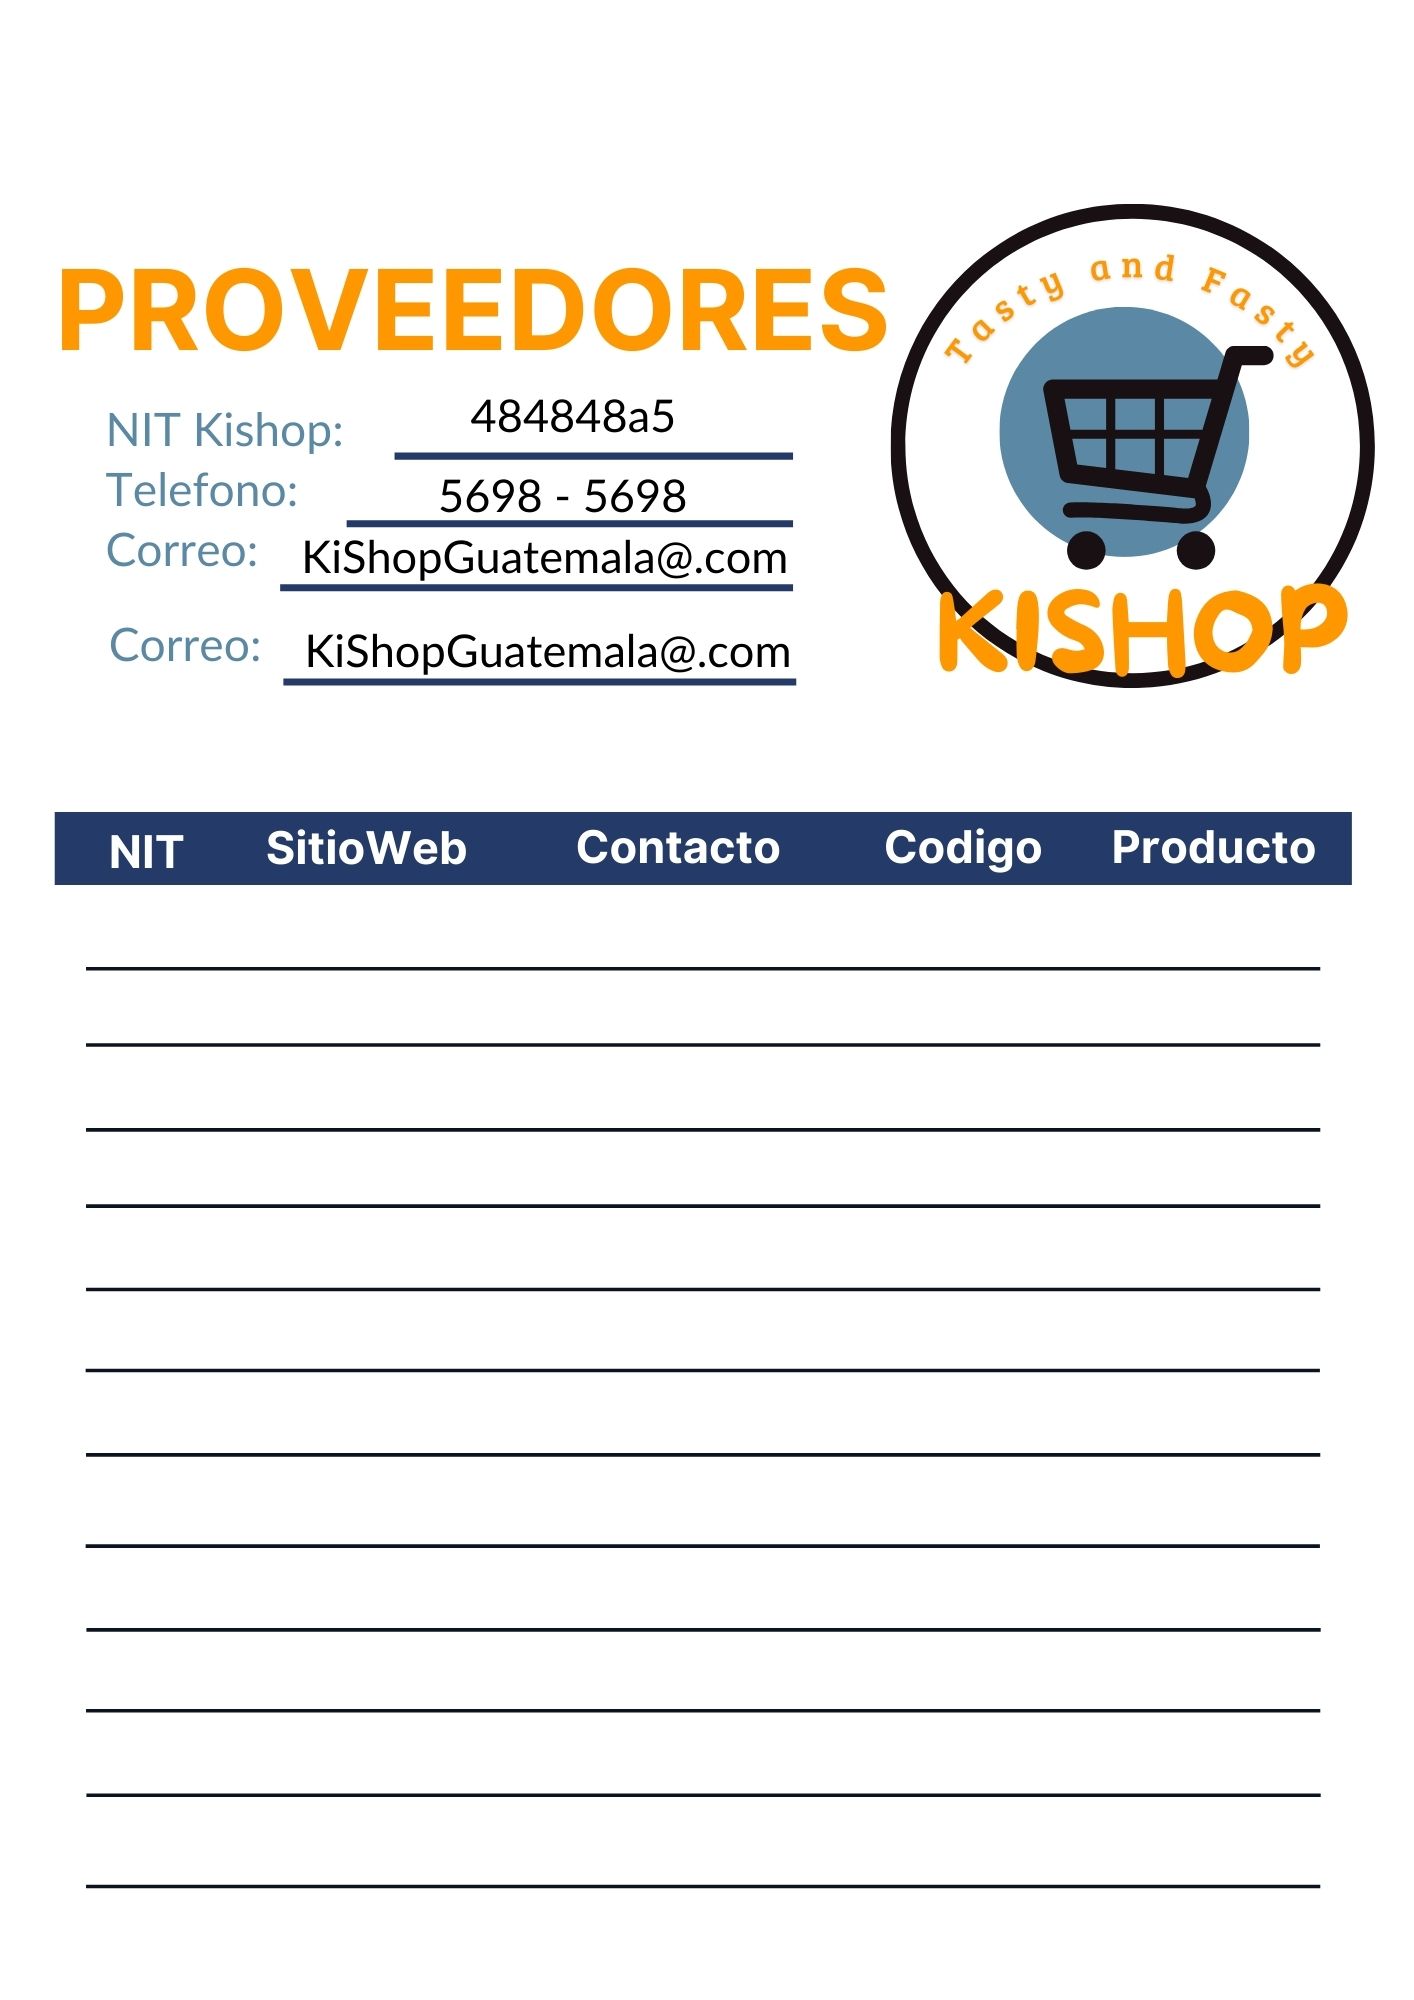 PROVEEDORES
Tasty and Fasty
KISHOP
NIT Kishop: 484848a5
Telefono: 5698 - 5698
Correo: KiShopGuatemala@.com
Correo: KiShopGuatemala@.com
NIT SitioWeb Contacto Codigo Producto